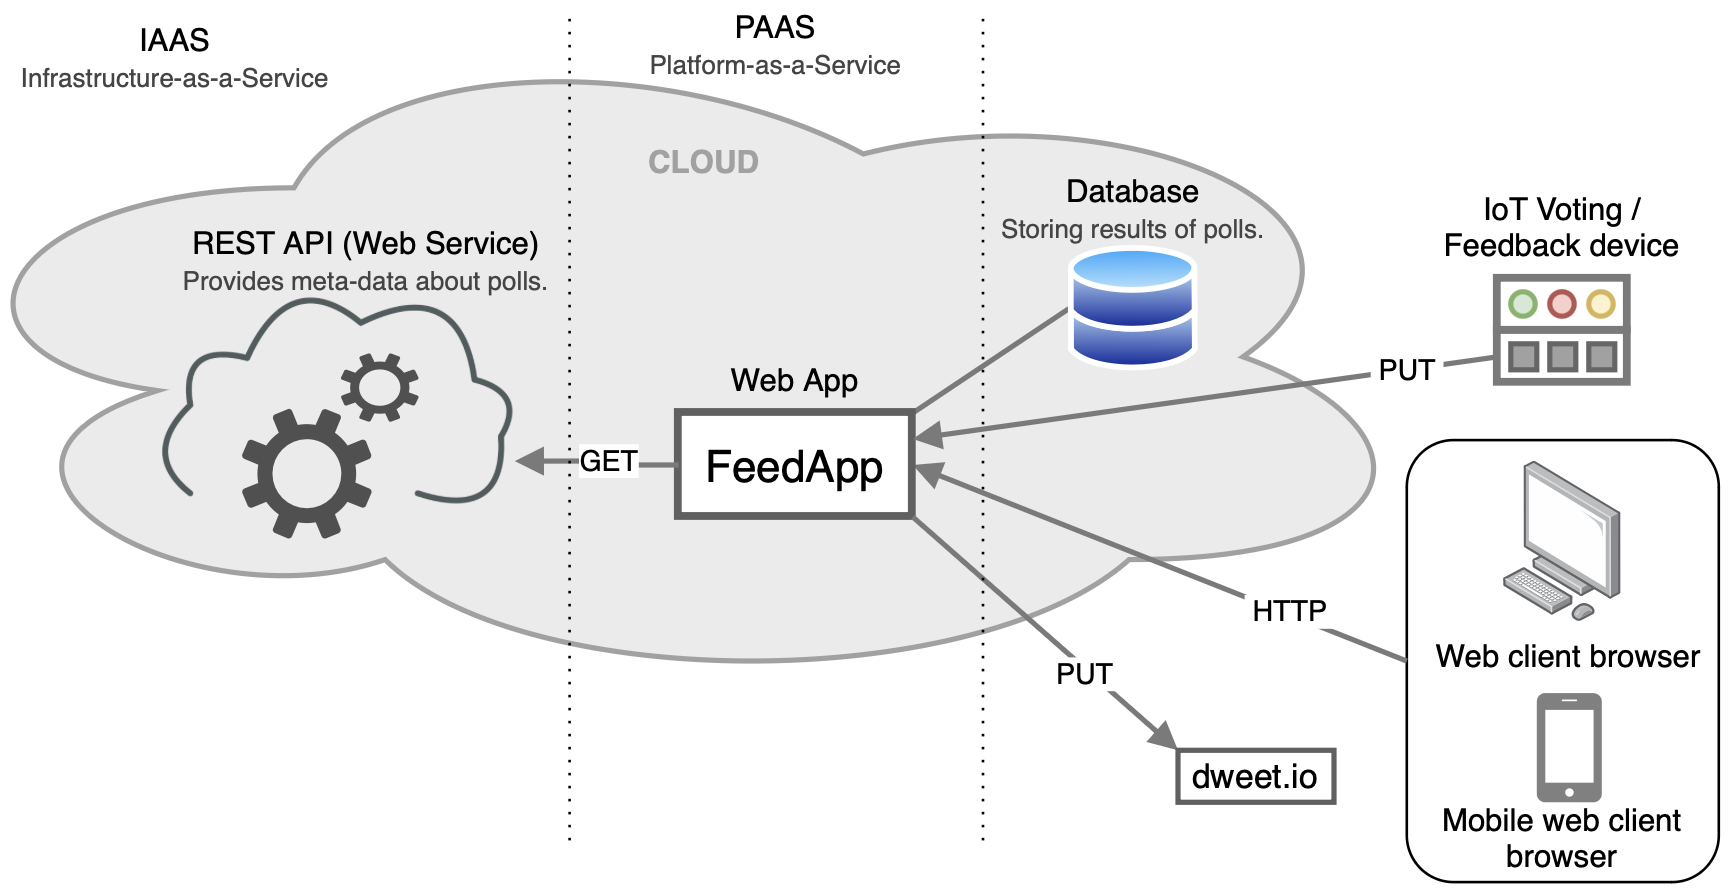 IAAS
Infrastructure-as-a-Service
PAAS
Platform-as-a-Service
CLOUD
REST API (Web Service)
Provides meta-data about polls.
Database
Storing results of polls.
IoT Voting /
Feedback device
Web App
FeedApp
GET
PUT
HTTP
PUT
dweet.io
Web client browser
Mobile web client
browser